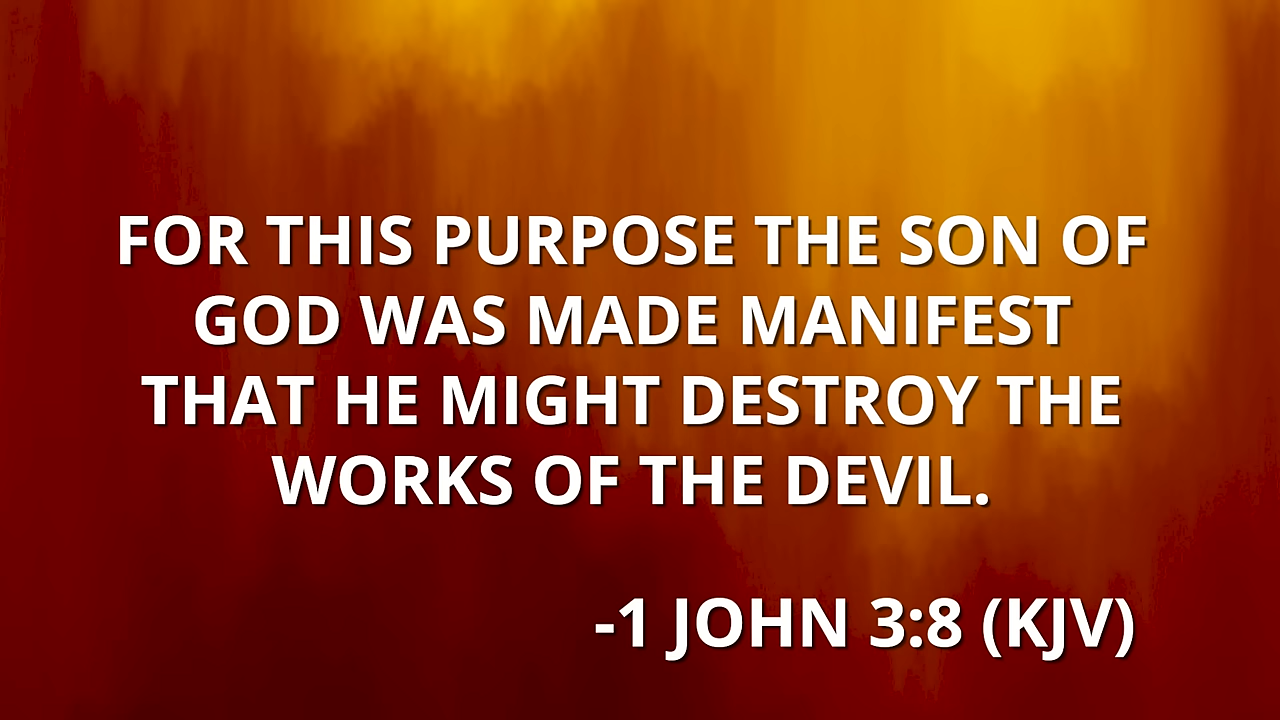 FOR THIS PURPOSE THE SON OF
GOD WAS MADE MANIFEST
THAT HE MIGHT DESTROY THE
WORKS OF THE DEVIL.
-1 JOHN 3:8 (KJV)